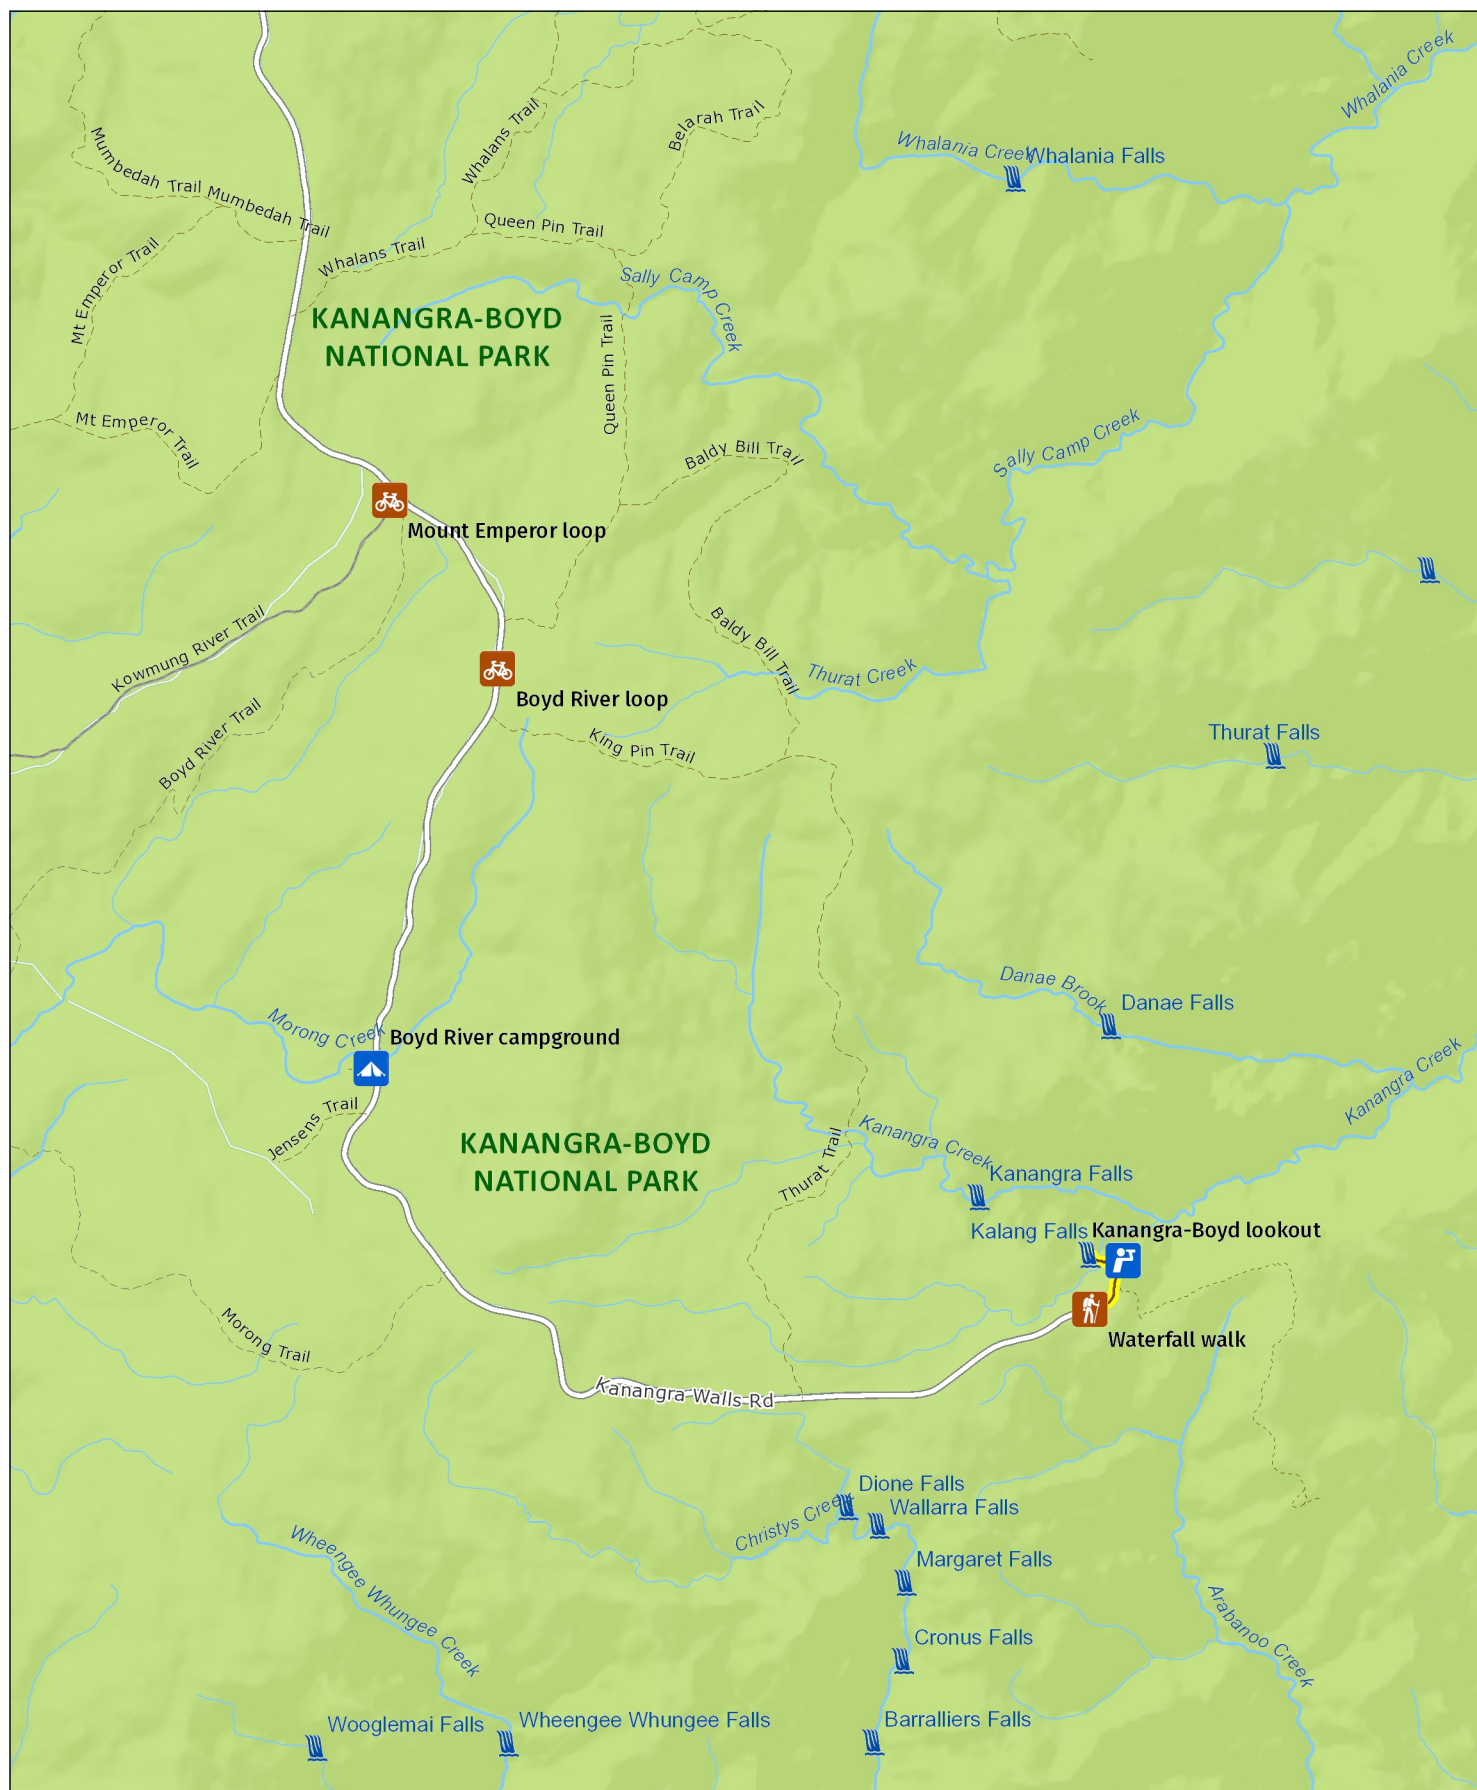 Whalania Creek
Whalans Trail
Belarah Trail
Mumbedah Trail
Mumbedah Trail
Whalania Creek
Whalania Falls
Queen Pin Trail
Whalans Trail
Mt Emperor Trail
Sally Camp Creek
KANANGRA-BOYD
NATIONAL PARK
Queen Pin Trail
Mt Emperor Trail
Baldy Bill Trail
Sally Camp Creek
Mount Emperor loop
Kowmung River Trail
Baldy Bill Trail
Thurat Creek
Boyd River loop
Boyd River Trail
King Pin Trail
Thurat Falls
Danae Brook
Danae Falls
Morong Creek
Boyd River campground
Kanangra Creek
Jensens Trail
KANANGRA-BOYD
NATIONAL PARK
Kanangra Creek
Thurat Trail
Kanangra Falls
Kalang Falls
Kanangra-Boyd lookout
Morong Trail
Waterfall walk
Kanangra Walls Rd
Dione Falls
Christys Creek
Wallarra Falls
Margaret Falls
Wheengee Whungee Creek
Arabanoo Creek
Cronus Falls
Wooglemai Falls
Wheengee Whungee Falls
Barralliers Falls